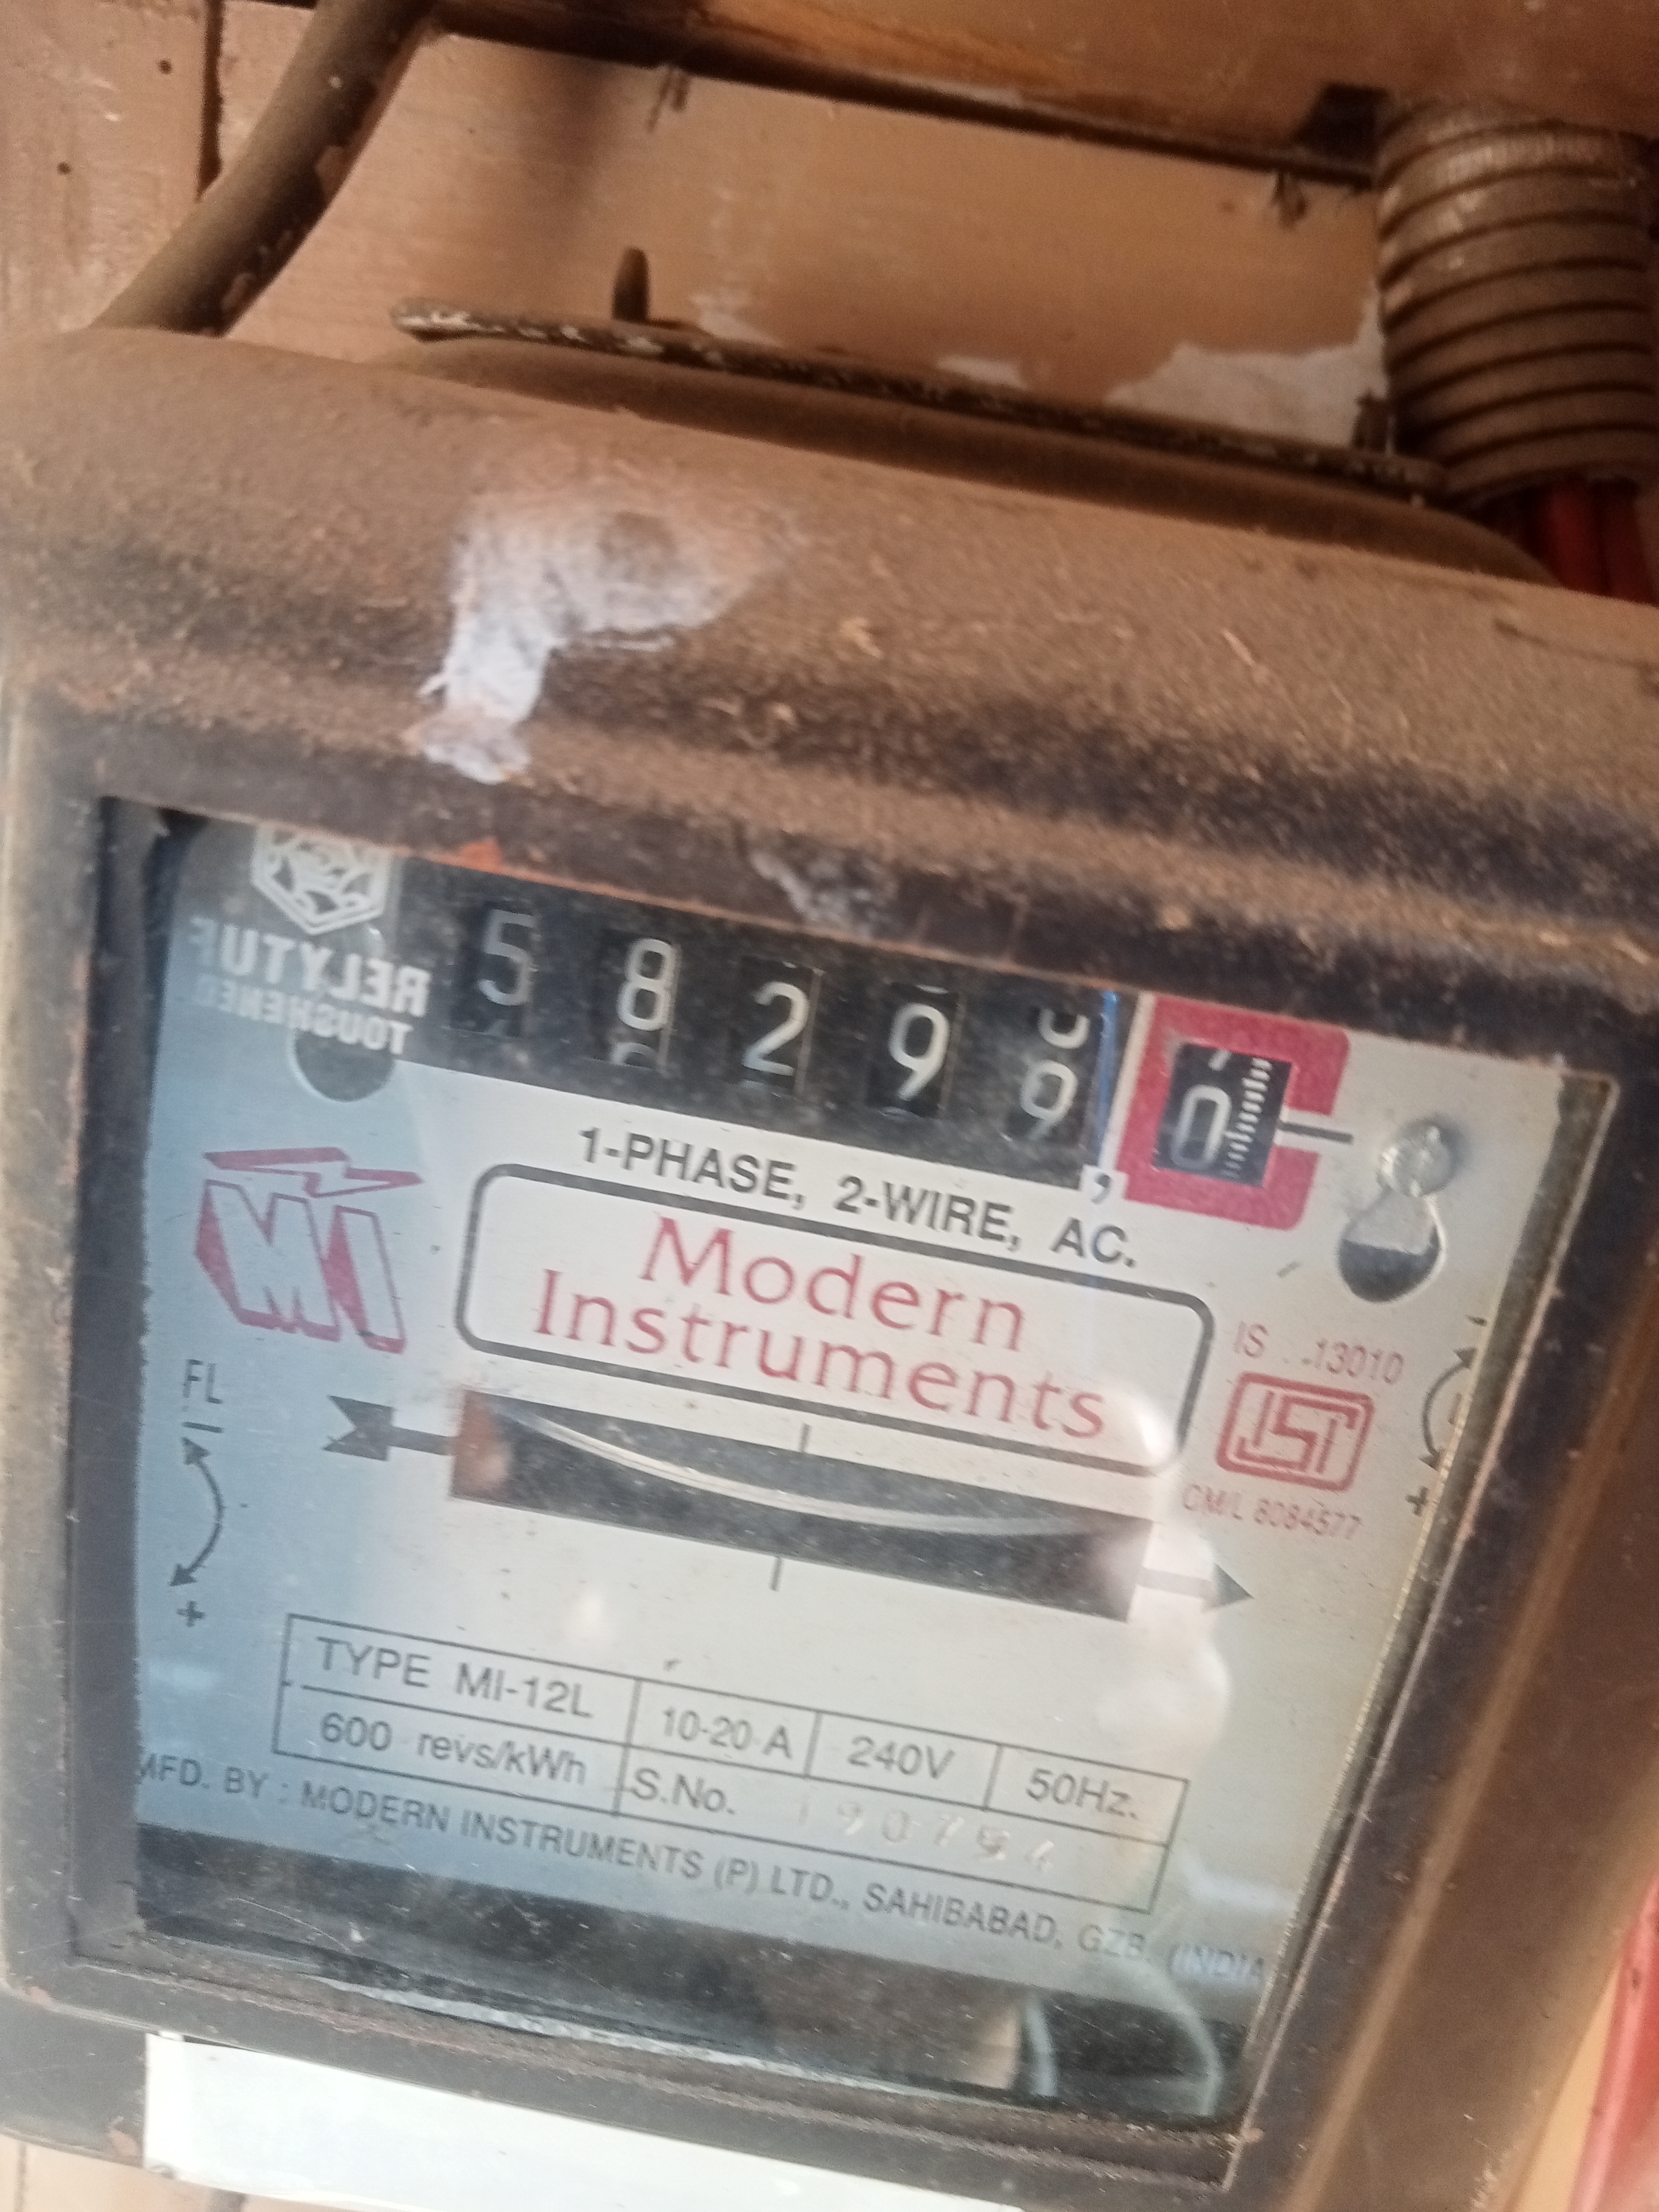 RELYTUF
TOUGHENED
5 8 2 9 9 0
1-PHASE, 2-WIRE, AC.
MI
Modern
Instruments
IS 13010
ISI
CM/L 8084577
FL
−
+
−
+
TYPE MI-12L 10-20 A 240V 50Hz.
600 revs/kWh S.No. 190794
MFD. BY : MODERN INSTRUMENTS (P) LTD., SAHIBABAD, GZB. (INDIA